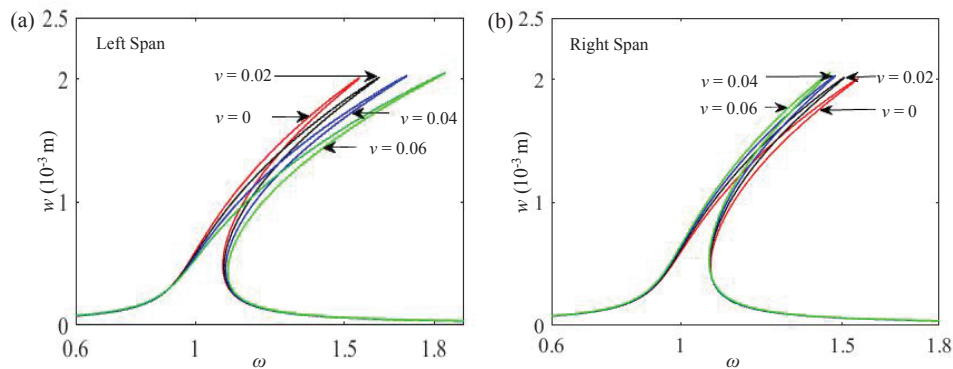 (a)
Left Span
w (10⁻³ m)
2.5
2
1
0
0.6
1
1.5
1.8
ω
v = 0.02
v = 0
v = 0.04
v = 0.06
(b)
Right Span
w (10⁻³ m)
2.5
2
1
0
0.6
1
1.5
1.8
ω
v = 0.04
v = 0.02
v = 0.06
v = 0